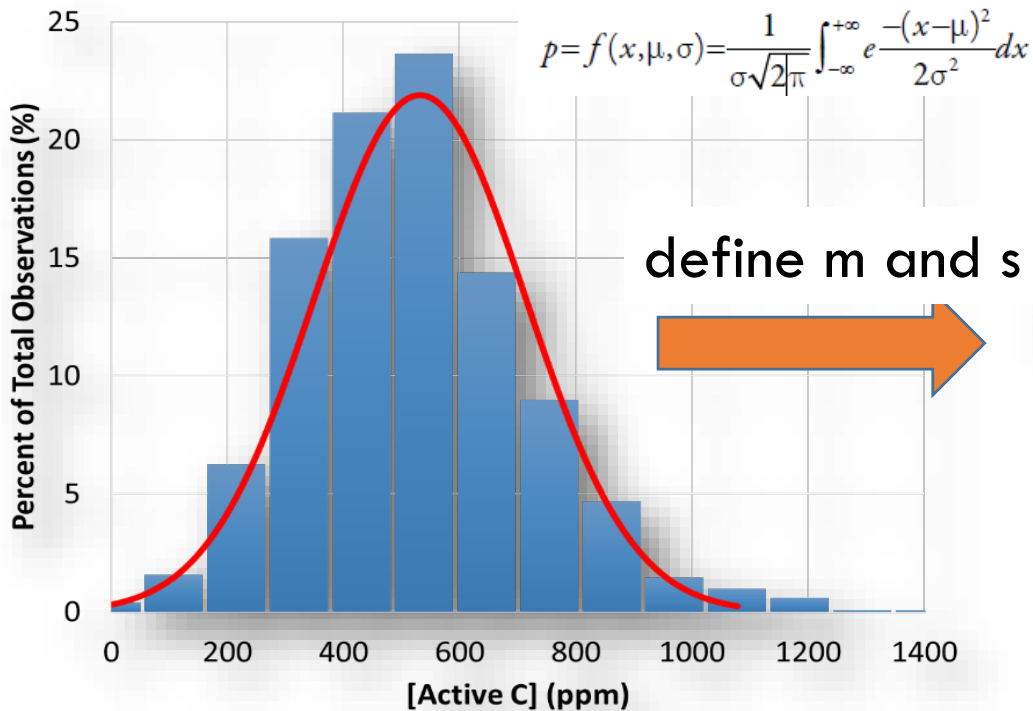 p=f(x,μ,σ)=1/(σ√2|π) ∫_{-∞}^{+∞} e -(x-μ)²/2σ² dx
define m and s
Percent of Total Observations (%)
25
20
15
10
5
0
0 200 400 600 800 1000 1200 1400
[Active C] (ppm)